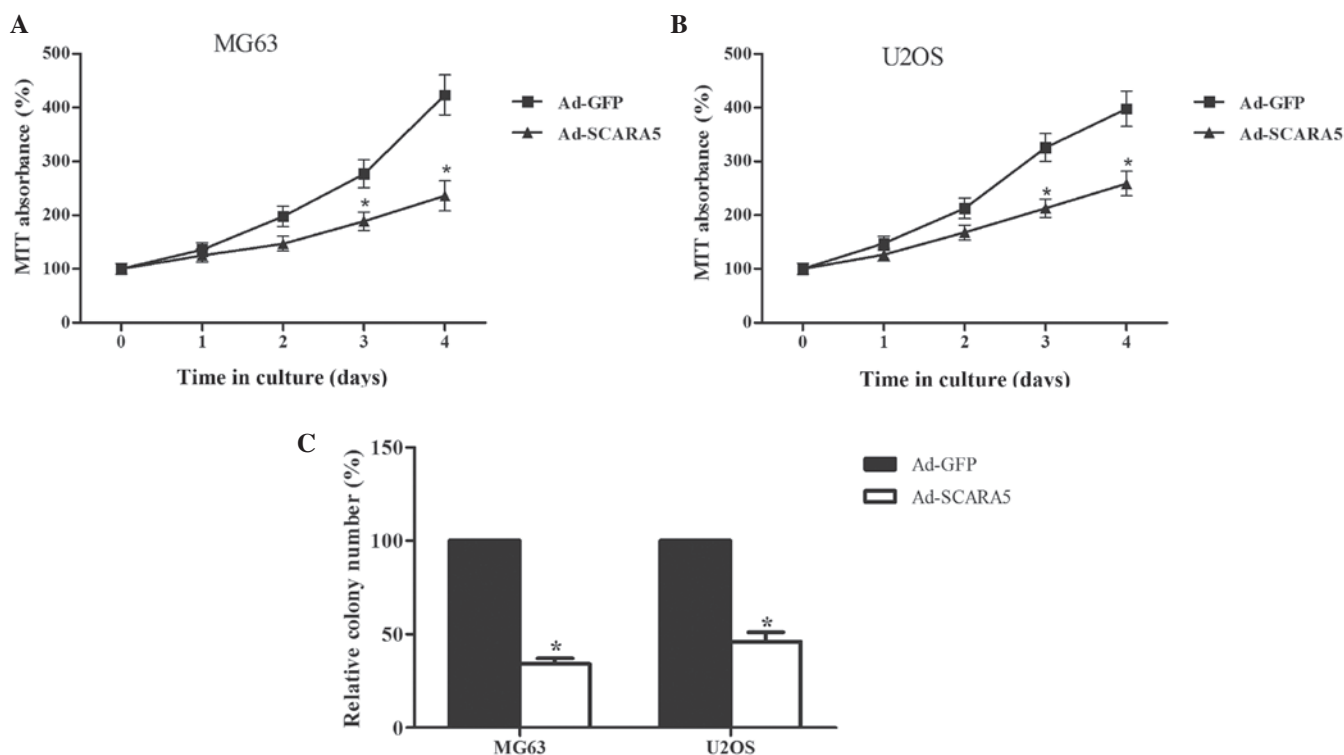 A
MG63
500
400
300
200
100
0
MTT absorbance (%)
0 1 2 3 4
Time in culture (days)
* *
Ad-GFP
Ad-SCARA5
B
U2OS
500
400
300
200
100
0
MTT absorbance (%)
0 1 2 3 4
Time in culture (days)
* *
Ad-GFP
Ad-SCARA5
C
150
100
50
0
Relative colony number (%)
* *
MG63 U2OS
Ad-GFP
Ad-SCARA5